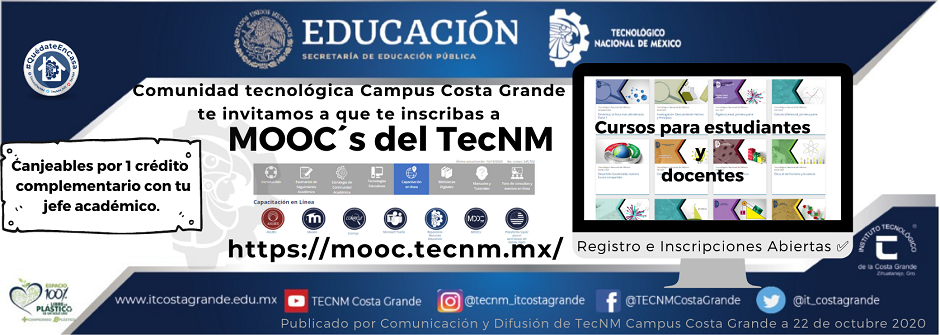 EDUCACIÓN
SECRETARÍA DE EDUCACIÓN PÚBLICA
TECNOLÓGICO
NACIONAL DE MÉXICO
#QuédateEnCasa
Comunidad tecnológica Campus Costa Grande
te invitamos a que te inscribas a
MOOC´s del TecNM
Canjeables por 1 crédito
complementario con tu
jefe académico.
Capacitación
en línea
Capacitación en Línea
https://mooc.tecnm.mx/
Cursos para estudiantes
y
docentes
Registro e Inscripciones Abiertas ✅
INSTITUTO TECNOLÓGICO
de la Costa Grande
Zihuatanejo, Gro.
ESPACIO
100%
LIBRE DE
PLÁSTICO
www.itcostagrande.edu.mx
TECNM Costa Grande
@tecnm_itcostagrande
@TECNMCostaGrande
@it_costagrande
Publicado por Comunicación y Difusión de TecNM Campus Costa Grande a 22 de octubre 2020